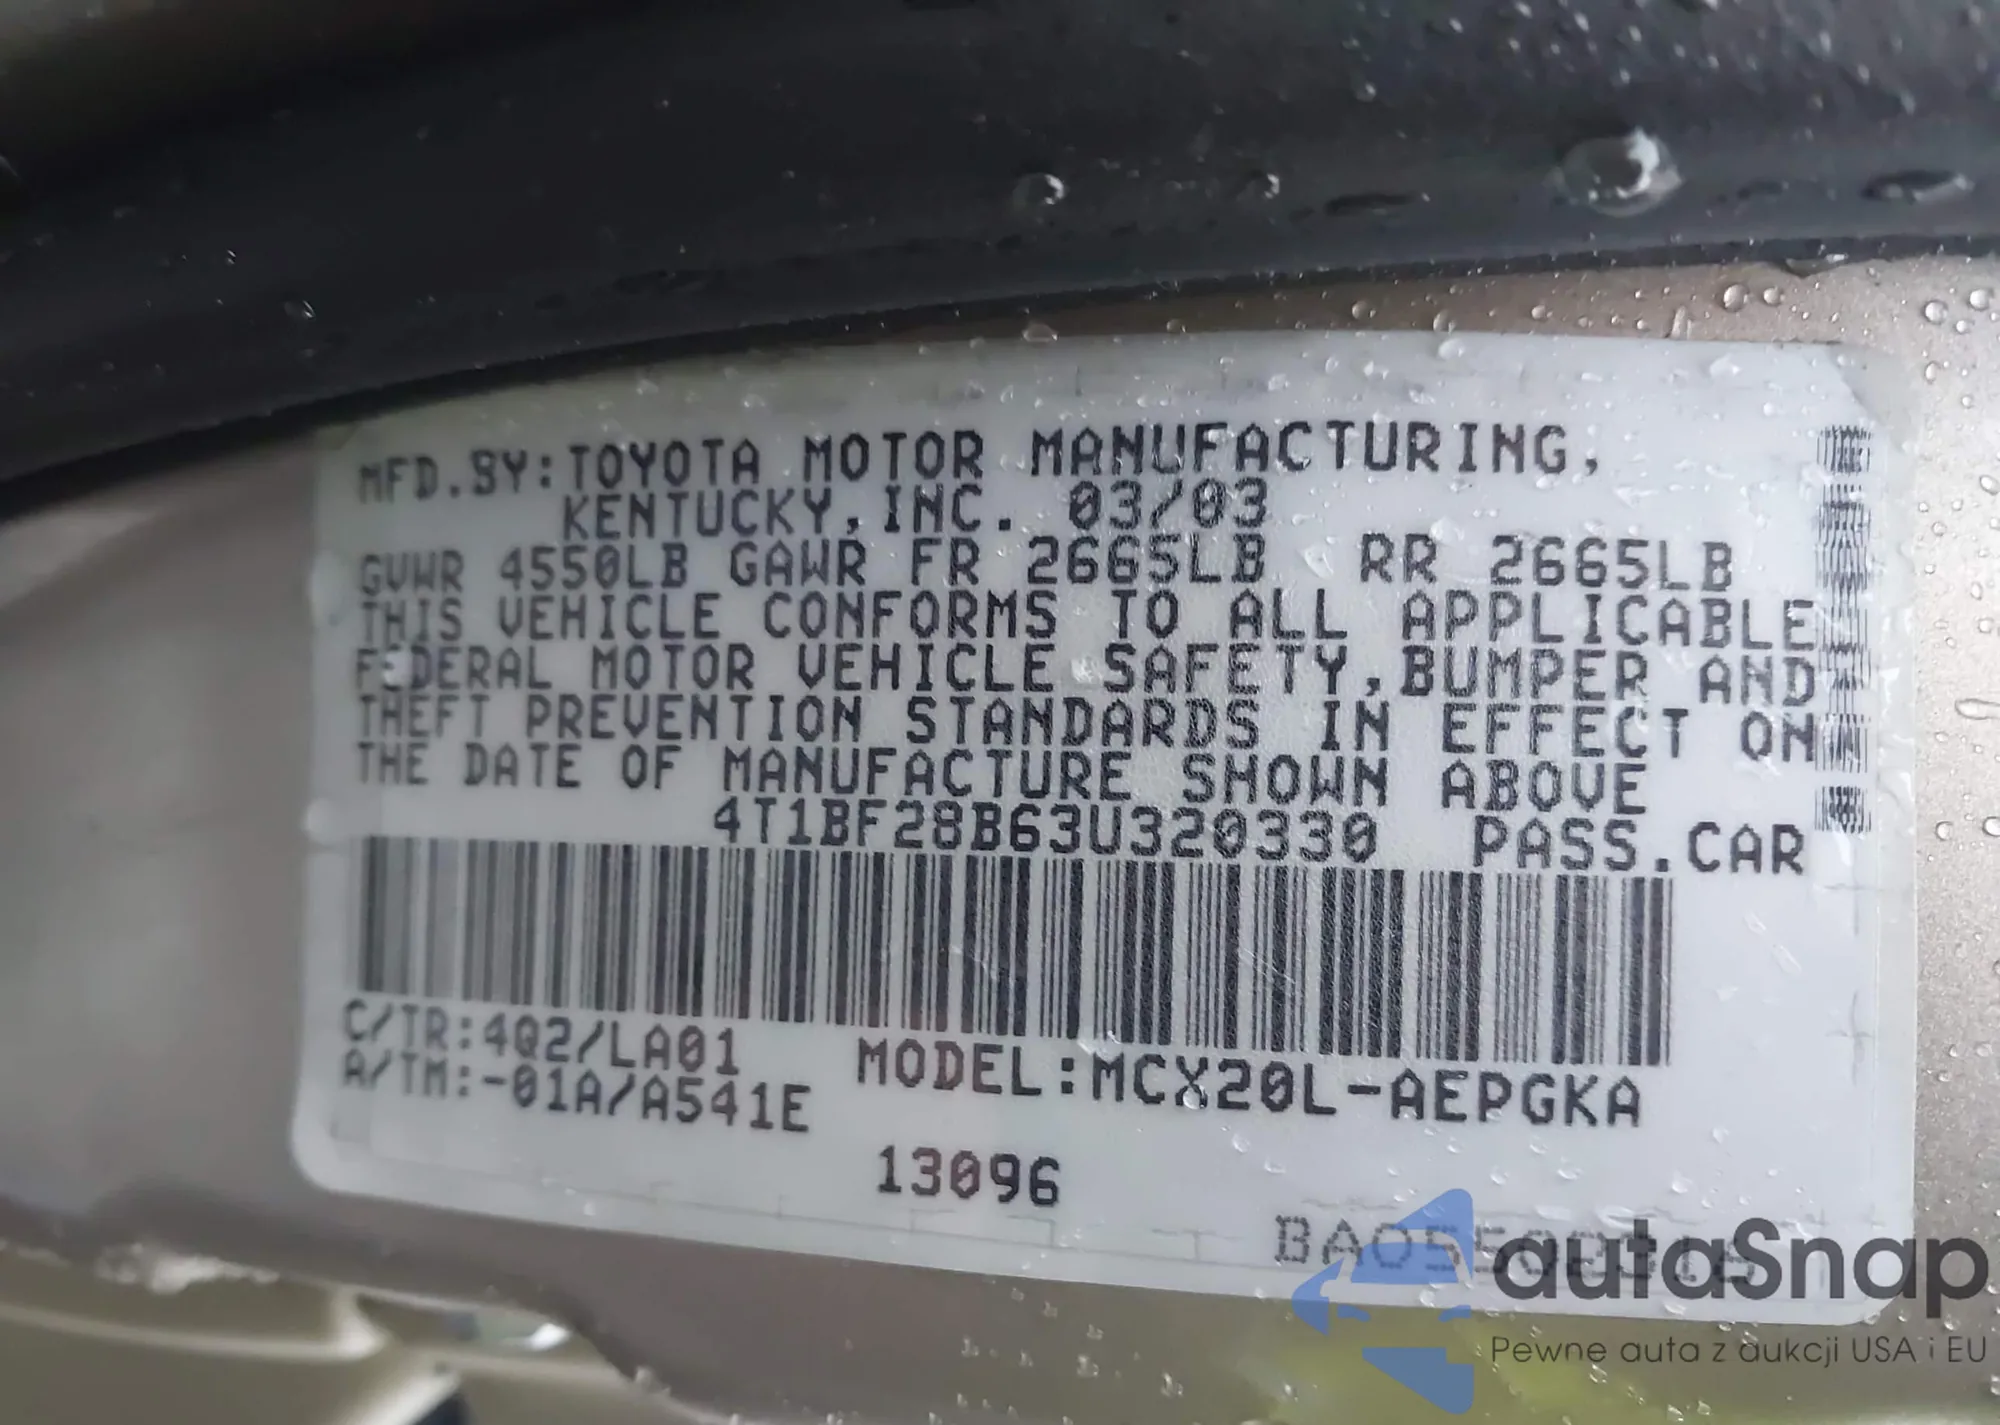 MFD.BY:TOYOTA MOTOR MANUFACTURING,
KENTUCKY,INC. 03/03
GVWR 4550LB GAWR FR 2665LB RR 2665LB
THIS VEHICLE CONFORMS TO ALL APPLICABLE
FEDERAL MOTOR VEHICLE SAFETY,BUMPER AND
THEFT PREVENTION STANDARDS IN EFFECT ON
THE DATE OF MANUFACTURE SHOWN ABOVE
4T1BF28B63U320330 PASS.CAR
C/TR:4Q2/LA01 MODEL:MCX20L-AEPGKA
A/TM:-01A/A541E
13096
autaSnap
Pewne auta z aukcji USA i EU